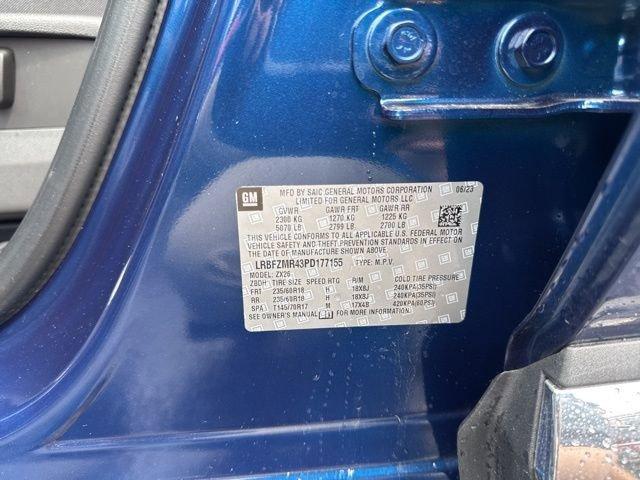 GM MFG BY SAIC GENERAL MOTORS CORPORATION 06/23
LIMITED FOR GENERAL MOTORS LLC
GVWR GAWR FRT GAWR RR
2300 KG 1270 KG 1225 KG
5070 LB 2799 LB 2700 LB
THIS VEHICLE CONFORMS TO ALL APPLICABLE U.S. FEDERAL MOTOR
VEHICLE SAFETY AND THEFT PREVENTION STANDARDS IN EFFECT ON
THE DATE OF MANUFACTURE SHOWN ABOVE.
LRBFZMR43PD177155 TYPE: M.P.V.
MODEL: ZX26
ZBDH TIRE SIZE SPEED RTG R/M COLD TIRE PRESSURE
FRT 235/60R18 H 18X8J 240KPA(35PSI)
RR 235/60R18 H 18X8J 240KPA(35PSI)
SPA T145/70R17 M 17X4B 420KPA(60PSI)
SEE OWNER'S MANUAL FOR MORE INFORMATION.